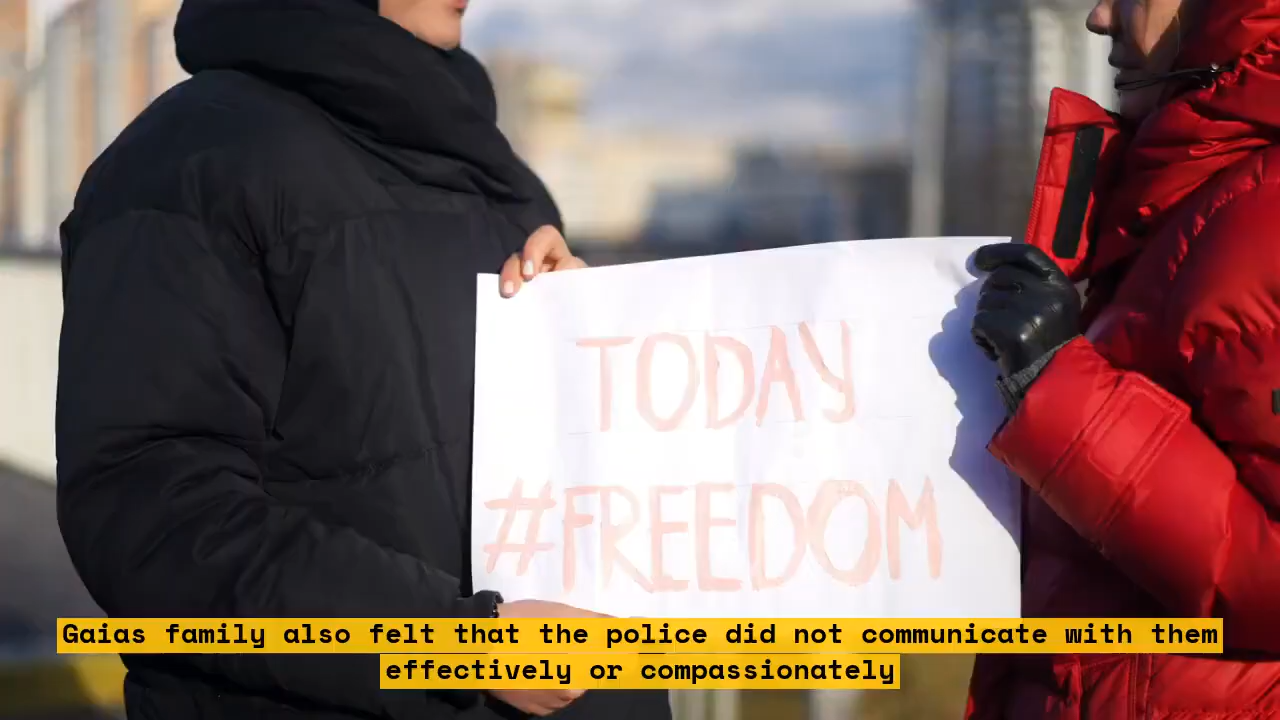 TODAY
#FREEDOM
Gaias family also felt that the police did not communicate with them
effectively or compassionately